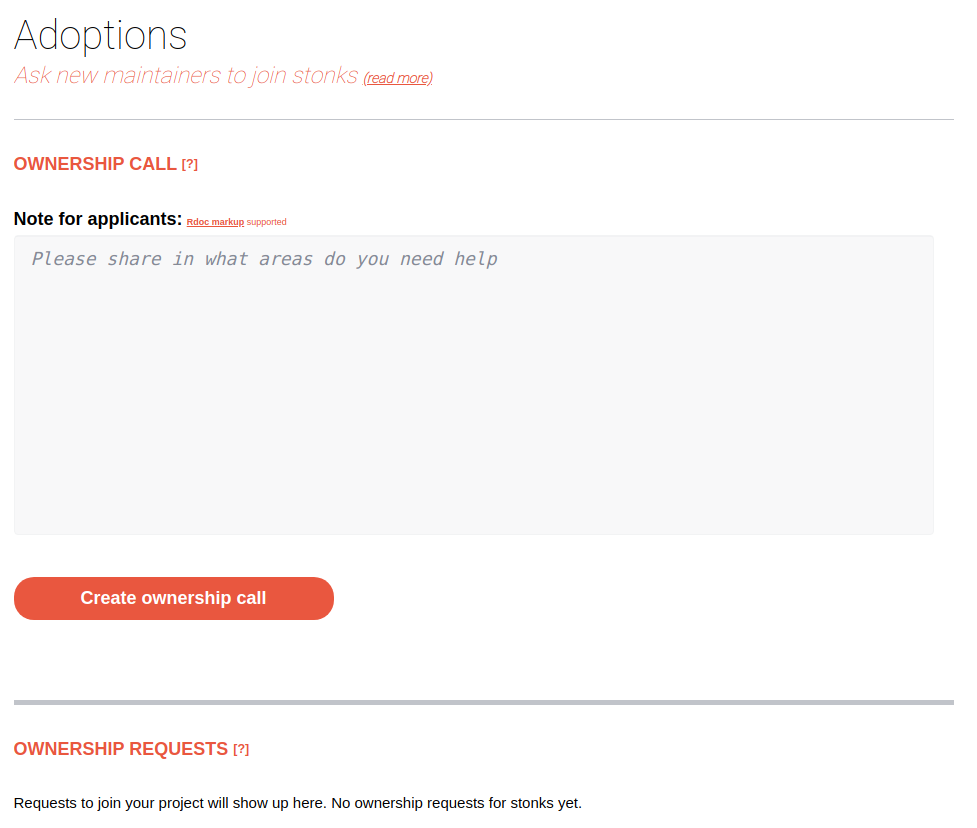 Adoptions
Ask new maintainers to join stonks (read more)
OWNERSHIP CALL [?]
Note for applicants: Rdoc markup supported
Please share in what areas do you need help
Create ownership call
OWNERSHIP REQUESTS [?]
Requests to join your project will show up here. No ownership requests for stonks yet.